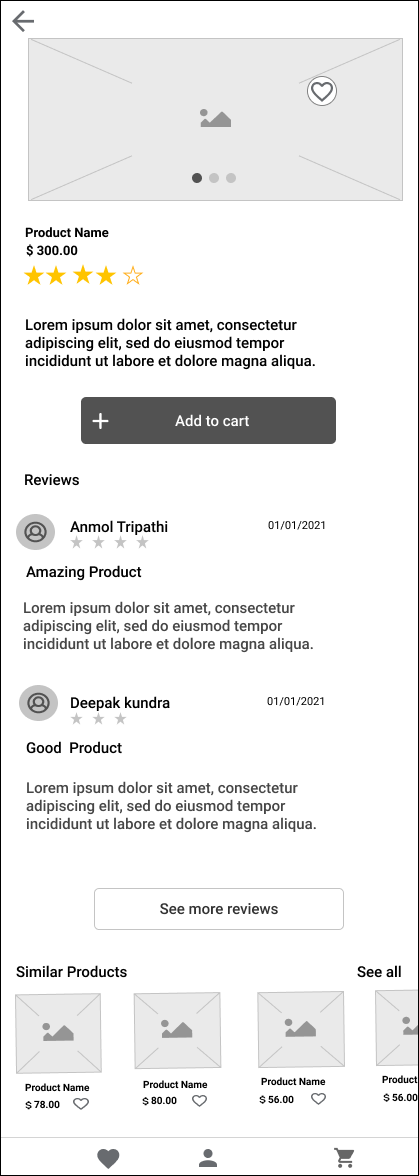 Product Name
$ 300.00
Lorem ipsum dolor sit amet, consectetur
adipiscing elit, sed do eiusmod tempor
incididunt ut labore et dolore magna aliqua.
Add to cart
Reviews
Anmol Tripathi
01/01/2021
Amazing Product
Lorem ipsum dolor sit amet, consectetur
adipiscing elit, sed do eiusmod tempor
incididunt ut labore et dolore magna aliqua.
Deepak kundra
01/01/2021
Good Product
Lorem ipsum dolor sit amet, consectetur
adipiscing elit, sed do eiusmod tempor
incididunt ut labore et dolore magna aliqua.
See more reviews
Similar Products
See all
Product Name
$ 78.00
Product Name
$ 80.00
Product Name
$ 56.00
Product
$ 56.00